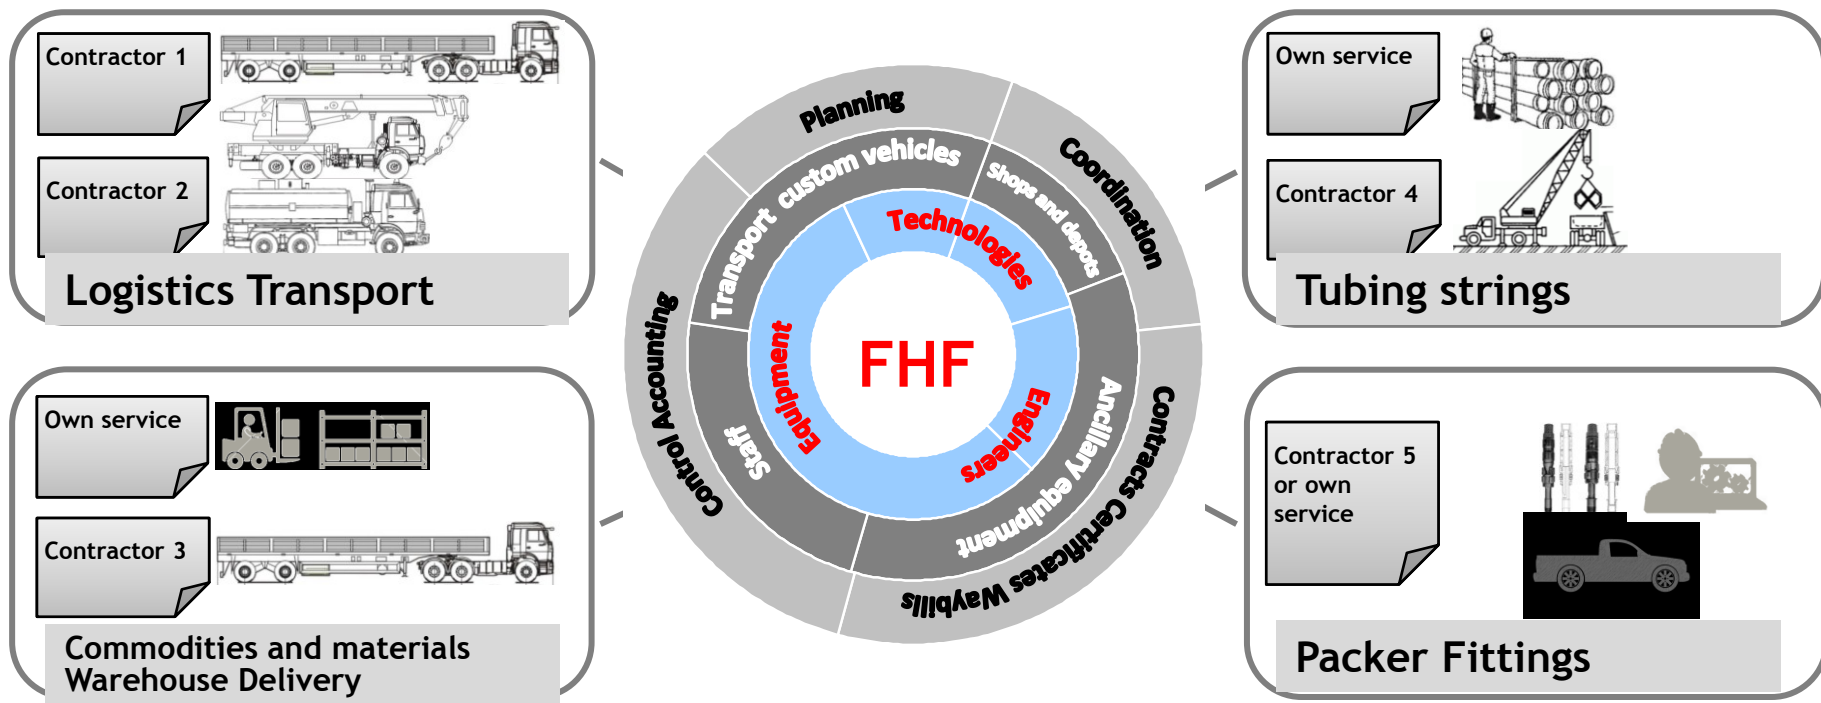 Contractor 1
Contractor 2
Logistics Transport
Own service
Contractor 3
Commodities and materials
Warehouse Delivery
Planning
Coordination
Contracts Certificates Waybills
Control Accounting
Transport custom vehicles
Shops and depots
Ancillary equipment
Staff
Technologies
Engineers
Equipment
FHF
Own service
Contractor 4
Tubing strings
Contractor 5
or own
service
Packer Fittings